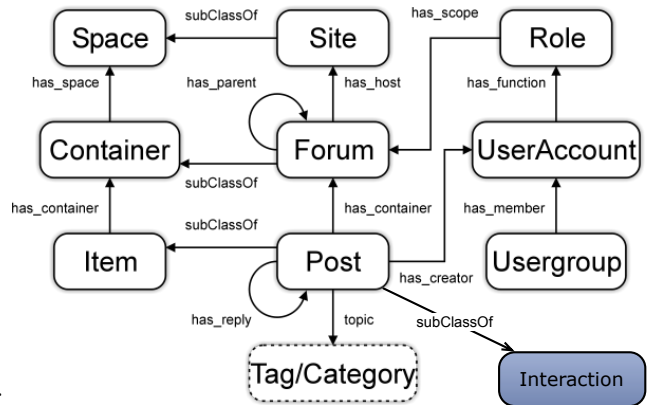 subClassOf
has_scope
Space
Site
Role
has_space
has_parent
has_host
has_function
Container
Forum
UserAccount
subClassOf
has_container
subClassOf
has_container
has_member
Item
Post
Usergroup
has_creator
has_reply
topic
subClassOf
Tag/Category
Interaction